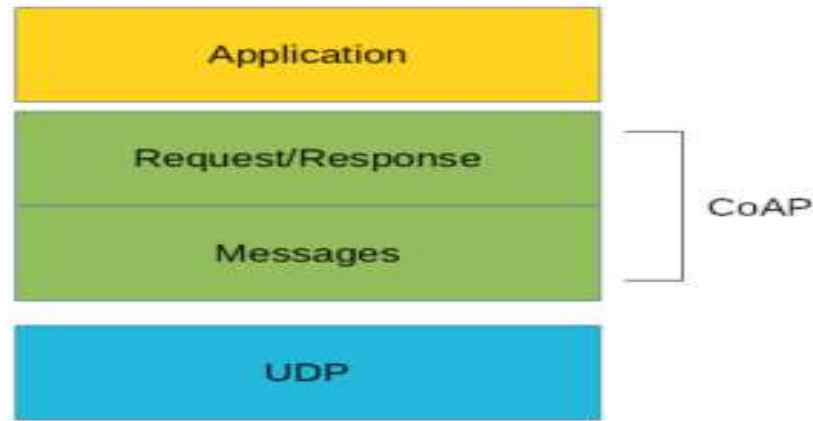 Application
Request/Response
CoAP
Messages
UDP